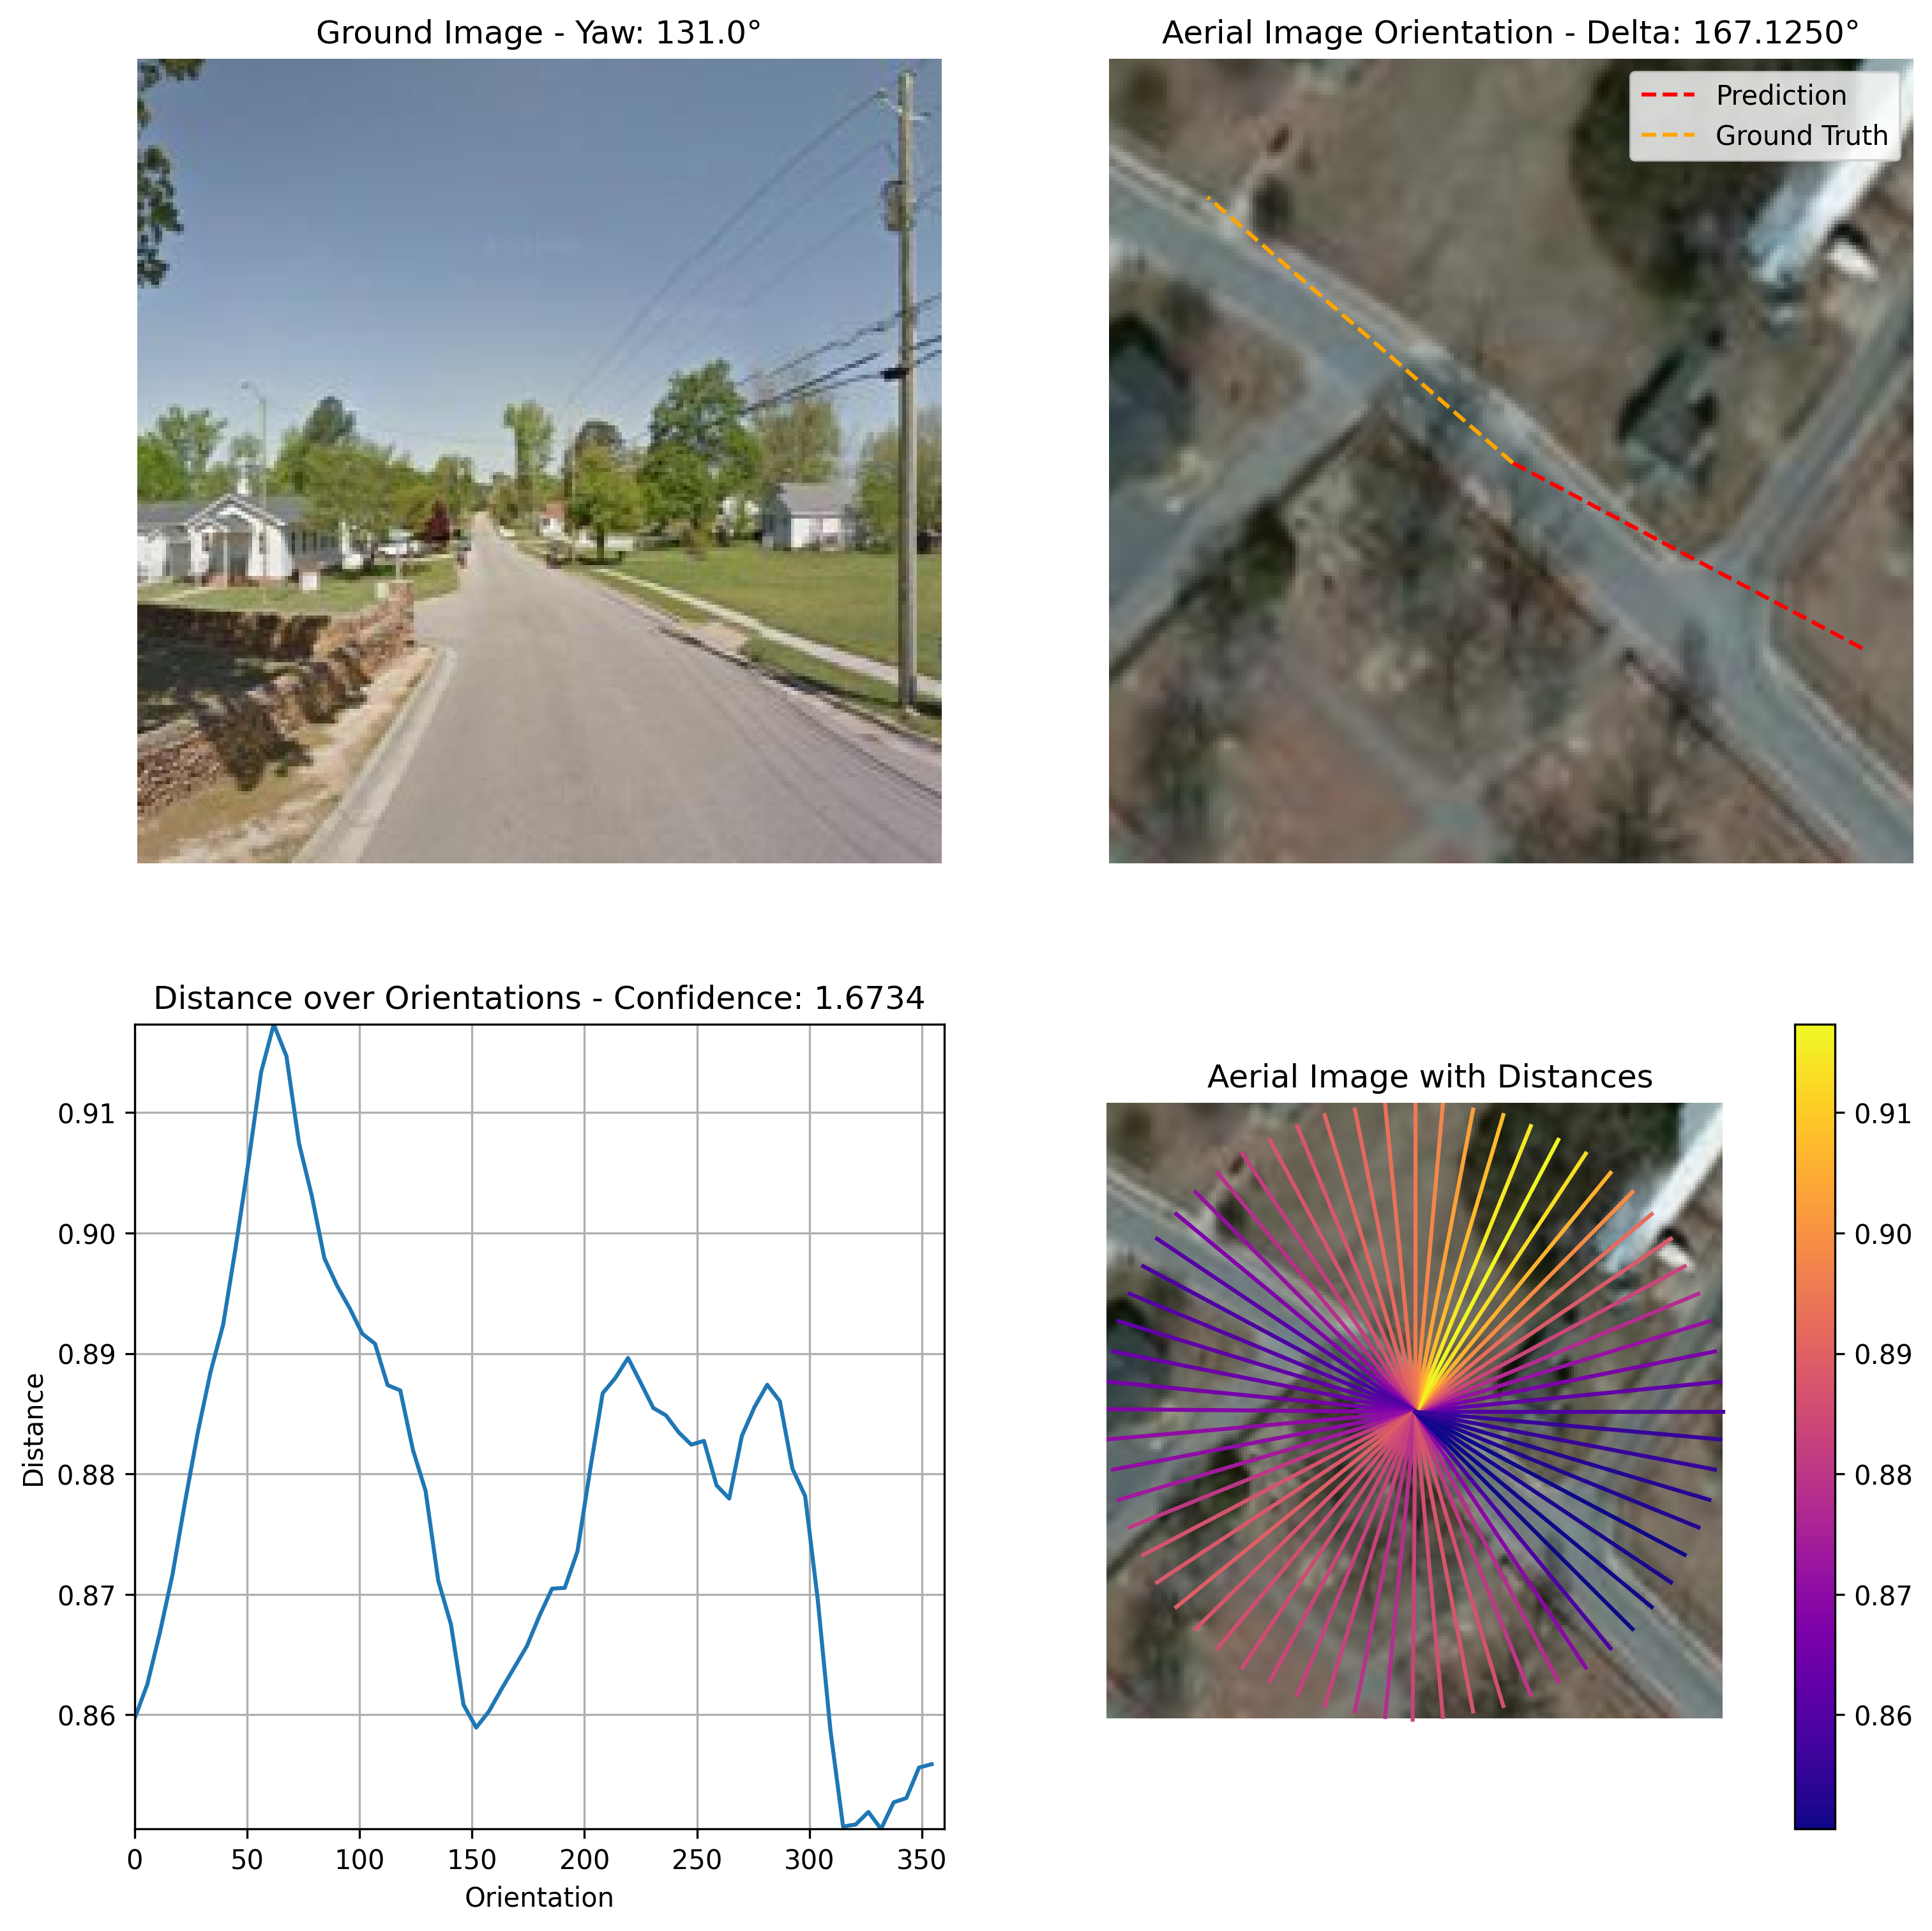 Ground Image - Yaw: 131.0°
Aerial Image Orientation - Delta: 167.1250°
Prediction
Ground Truth
Distance over Orientations - Confidence: 1.6734
0.91
0.90
0.89
0.88
0.87
0.86
Distance
0
50
100
150
200
250
300
350
Orientation
Aerial Image with Distances
0.91
0.90
0.89
0.88
0.87
0.86